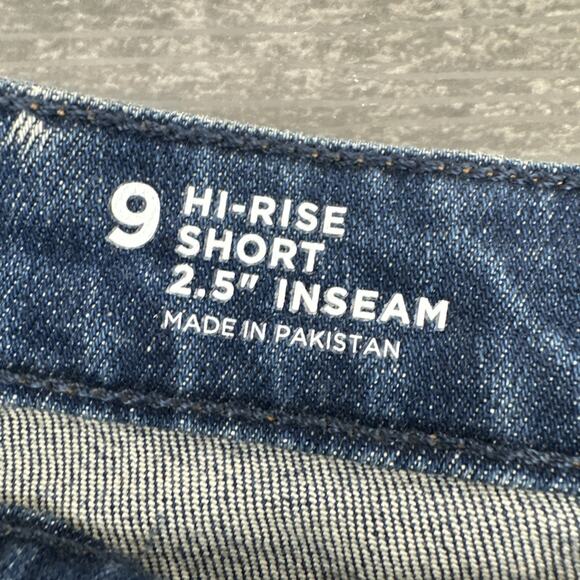 9 HI-RISE
SHORT
2.5" INSEAM
MADE IN PAKISTAN